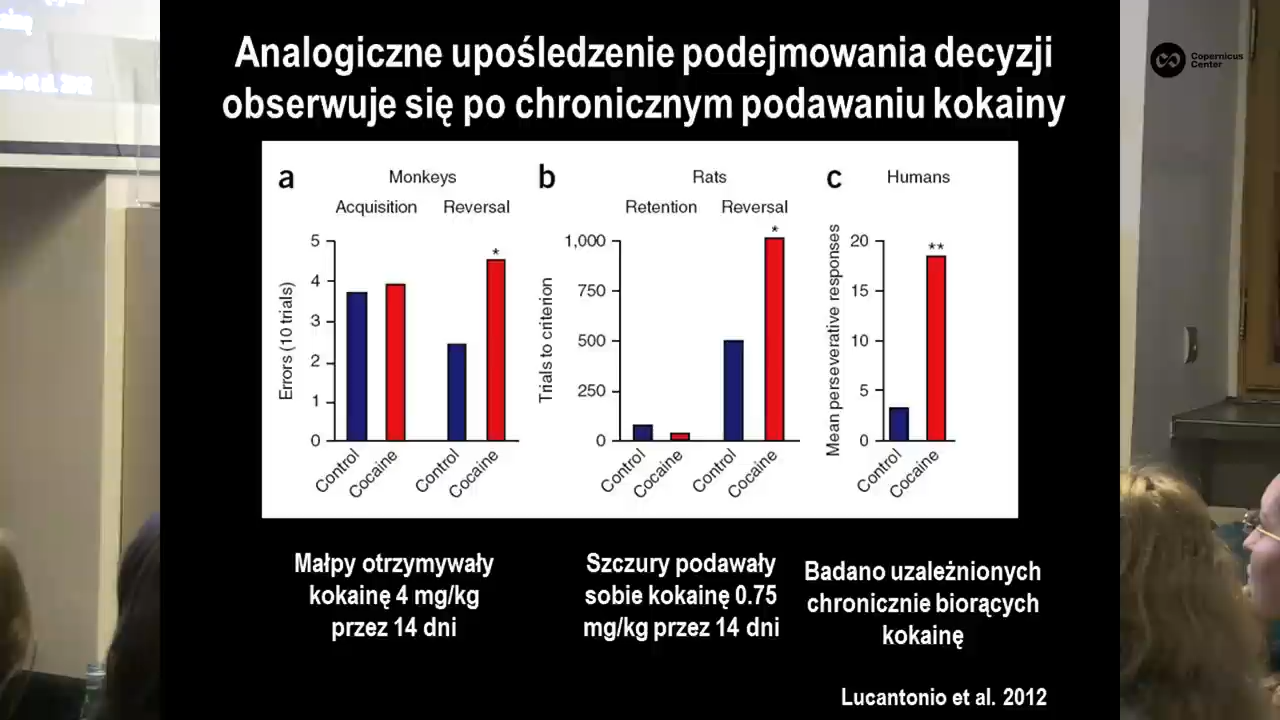 Analogiczne upośledzenie podejmowania decyzji
obserwuje się po chronicznym podawaniu kokainy
Copernicus
Center
a
Monkeys
Acquisition
Reversal
Errors (10 trials)
5
4
3
2
1
0
*
Control
Cocaine
Control
Cocaine
b
Rats
Retention
Reversal
Trials to criterion
1,000
750
500
250
0
*
Control
Cocaine
Control
Cocaine
c
Humans
Mean perseverative responses
20
15
10
5
0
**
Control
Cocaine
Małpy otrzymywały
kokainę 4 mg/kg
przez 14 dni
Szczury podawały
sobie kokainę 0.75
mg/kg przez 14 dni
Badano uzależnionych
chronicznie biorących
kokainę
Lucantonio et al. 2012